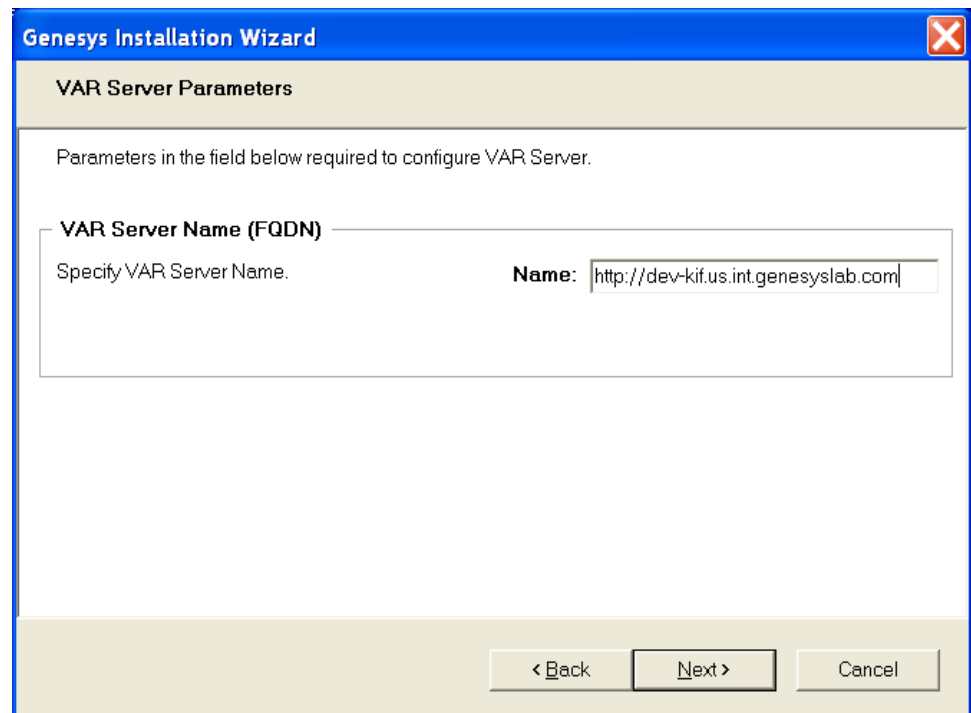 Genesys Installation Wizard
VAR Server Parameters
Parameters in the field below required to configure VAR Server.
VAR Server Name (FQDN)
Specify VAR Server Name. Name: http://dev-kif.us.int.genesyslab.com
< Back Next > Cancel